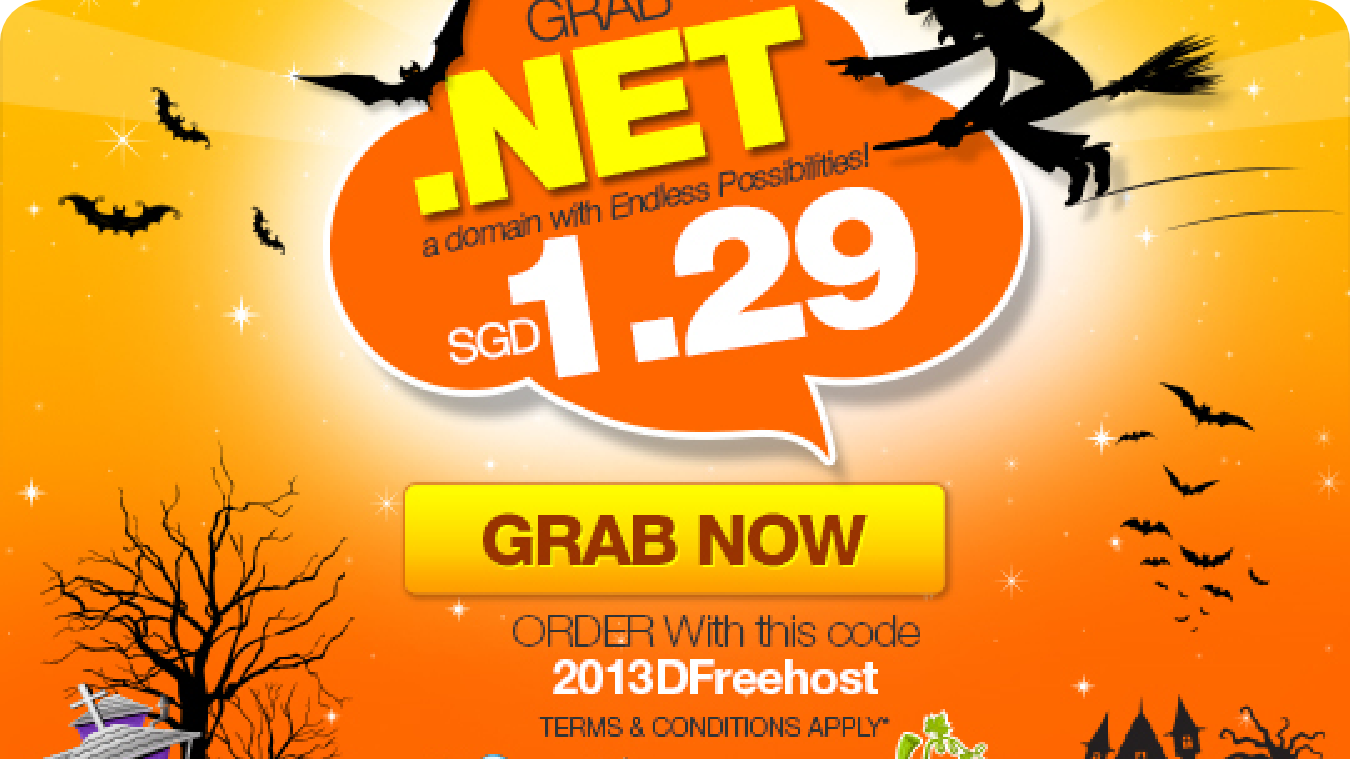 GRAB
.NET
a domain with Endless Possibilities!
SGD 1.29
GRAB NOW
ORDER With this code
2013DFreehost
TERMS & CONDITIONS APPLY*